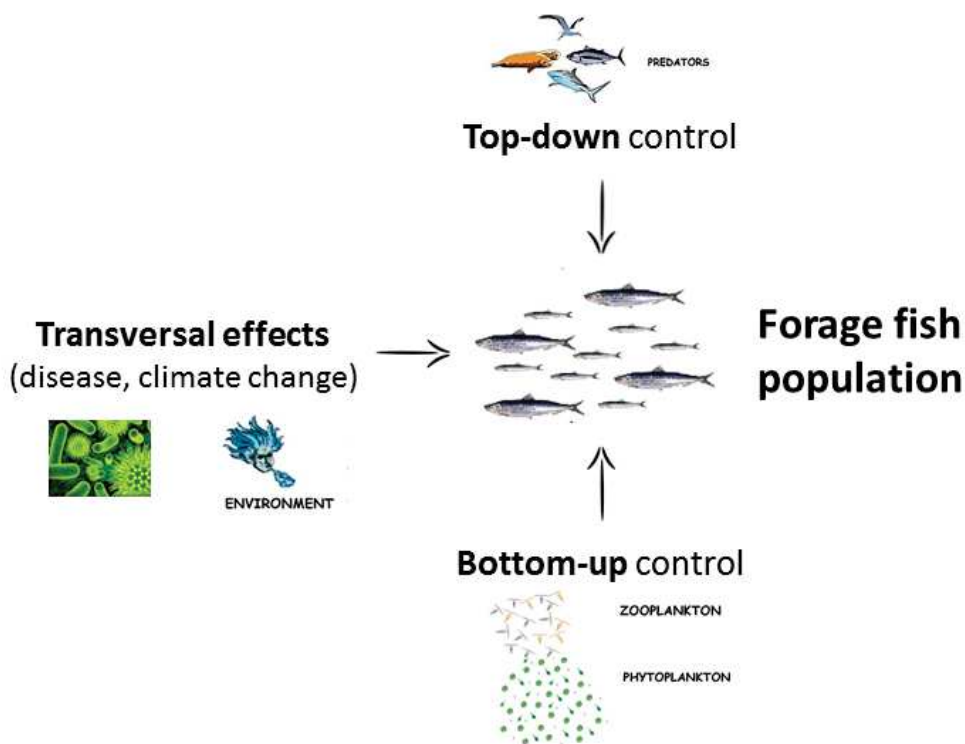 PREDATORS
Top-down control
Transversal effects
(disease, climate change)
ENVIRONMENT
Forage fish
population
Bottom-up control
ZOOPLANKTON
PHYTOPLANKTON